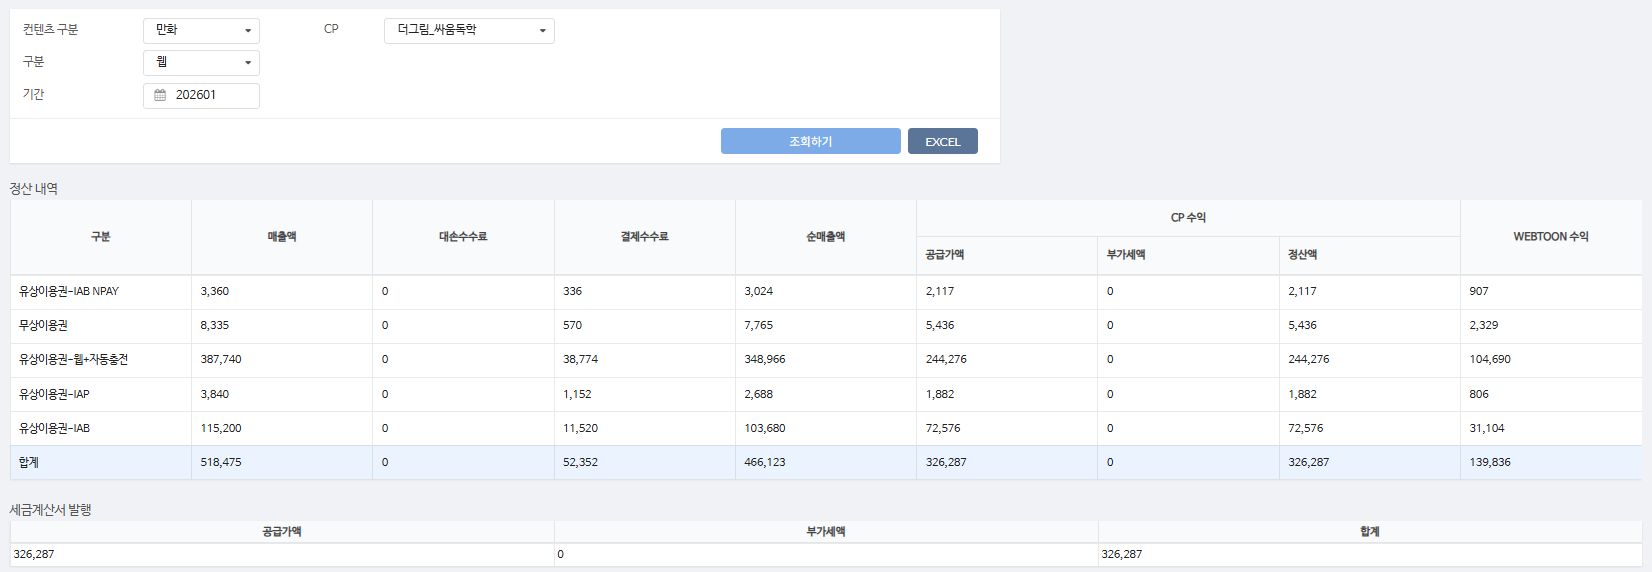 컨텐츠 구분 만화 CP 더그림_싸움독학
구분 웹
기간 202601
조회하기 EXCEL
정산 내역
구분 매출액 대손수수료 결제수수료 순매출액 CP 수익 WEBTOON 수익
공급가액 부가세액 정산액
유상이용권-IAB NPAY 3,360 0 336 3,024 2,117 0 2,117 907
무상이용권 8,335 0 570 7,765 5,436 0 5,436 2,329
유상이용권-웹+자동충전 387,740 0 38,774 348,966 244,276 0 244,276 104,690
유상이용권-IAP 3,840 0 1,152 2,688 1,882 0 1,882 806
유상이용권-IAB 115,200 0 11,520 103,680 72,576 0 72,576 31,104
합계 518,475 0 52,352 466,123 326,287 0 326,287 139,836
세금계산서 발행
공급가액 부가세액 합계
326,287 0 326,287